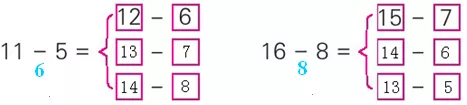 12 - 6
11 - 5 = 13 - 7
6
14 - 8
15 - 7
16 - 8 = 14 - 6
8
13 - 5